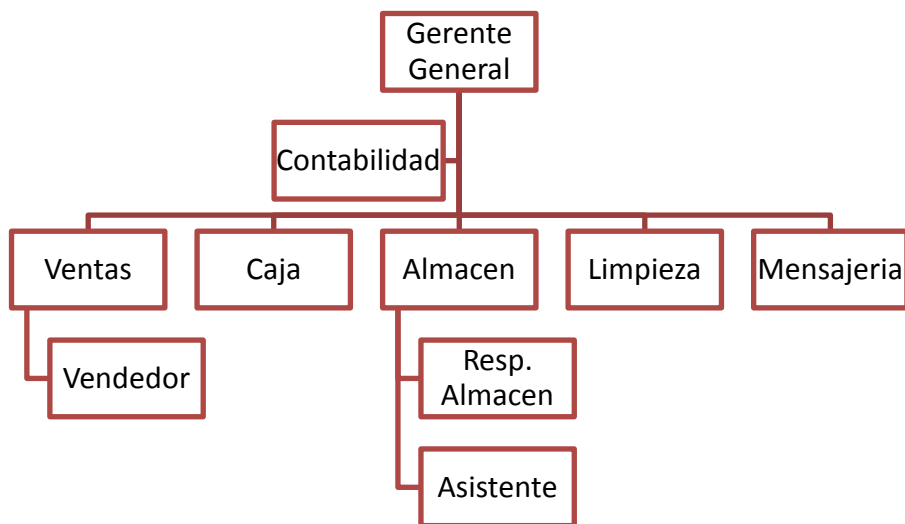 Gerente
General
Contabilidad
Ventas
Caja
Almacen
Limpieza
Mensajeria
Vendedor
Resp.
Almacen
Asistente